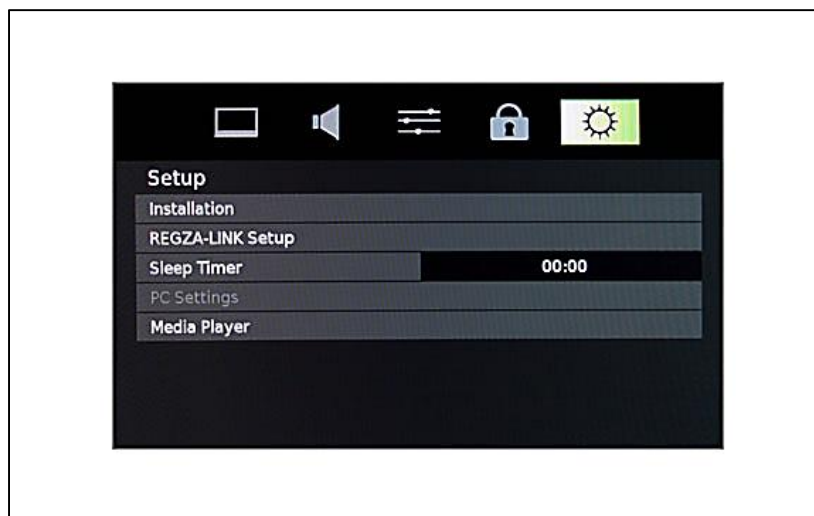 Setup
Installation
REGZA-LINK Setup
Sleep Timer 00:00
PC Settings
Media Player